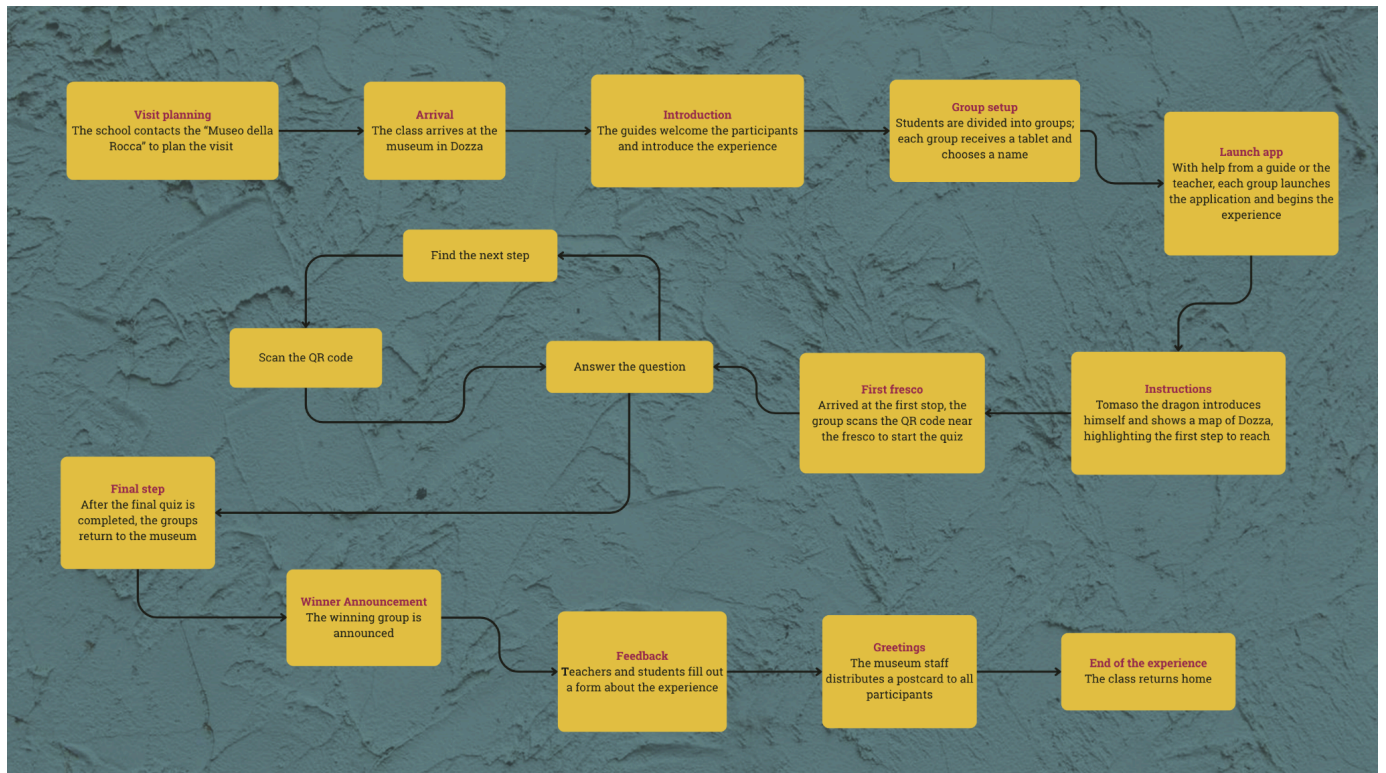 Visit planning
The school contacts the “Museo della
Rocca” to plan the visit
Arrival
The class arrives at the
museum in Dozza
Introduction
The guides welcome the participants
and introduce the experience
Group setup
Students are divided into groups;
each group receives a tablet and
chooses a name
Launch app
With help from a guide or the
teacher, each group launches
the application and begins the
experience
Instructions
Tomaso the dragon introduces
himself and shows a map of Dozza,
highlighting the first step to reach
First fresco
Arrived at the first stop, the
group scans the QR code near
the fresco to start the quiz
Answer the question
Find the next step
Scan the QR code
Final step
After the final quiz is
completed, the groups
return to the museum
Winner Announcement
The winning group is
announced
Feedback
Teachers and students fill out
a form about the experience
Greetings
The museum staff
distributes a postcard to all
participants
End of the experience
The class returns home